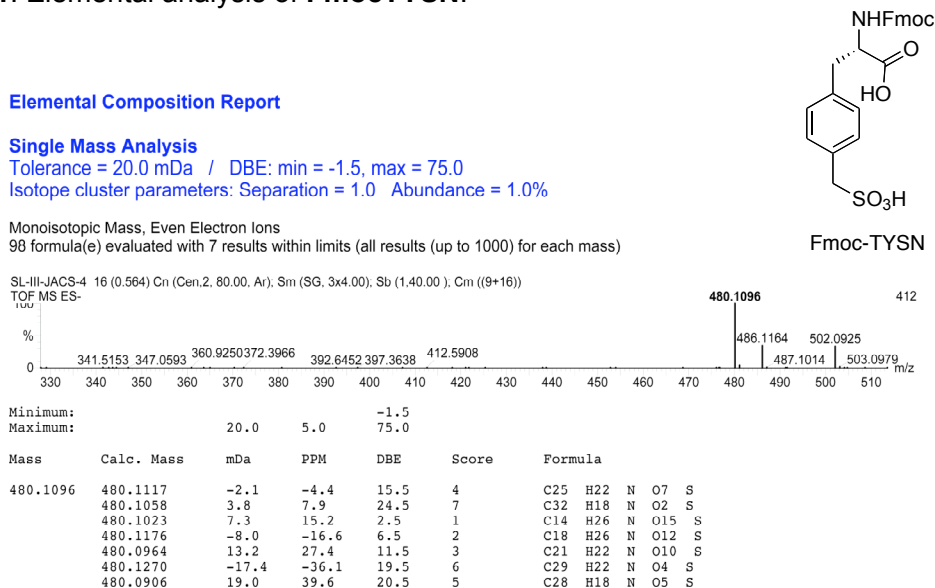 Elemental analysis of FmocTYSN.
NHFmoc
O
HO
SO3H
Fmoc-TYSN
Elemental Composition Report
Single Mass Analysis
Tolerance = 20.0 mDa / DBE: min = -1.5, max = 75.0
Isotope cluster parameters: Separation = 1.0 Abundance = 1.0%
Monoisotopic Mass, Even Electron Ions
98 formula(e) evaluated with 7 results within limits (all results (up to 1000) for each mass)
SL-III-JACS-4 16 (0.564) Cn (Cen,2, 80.00, Ar); Sm (SG, 3x4.00); Sb (1,40.00 ); Cm ((9+16))
TOF MS ES-
100 480.1096 412
%
0
341.5153 347.0593 360.9250 372.3966 392.6452 397.3638 412.5908 486.1164 487.1014 502.0925 503.0979
330 340 350 360 370 380 390 400 410 420 430 440 450 460 470 480 490 500 510 m/z
Minimum: -1.5
Maximum: 20.0 5.0 75.0
Mass Calc. Mass mDa PPM DBE Score Formula
480.1096 480.1117 -2.1 -4.4 15.5 4 C25 H22 N O7 S
480.1058 3.8 7.9 24.5 7 C32 H18 N O2 S
480.1023 7.3 15.2 2.5 1 C14 H26 N O15 S
480.1176 -8.0 -16.6 6.5 2 C18 H26 N O12 S
480.0964 13.2 27.4 11.5 3 C21 H22 N O10 S
480.1270 -17.4 -36.1 19.5 6 C29 H22 N O4 S
480.0906 19.0 39.6 20.5 5 C28 H18 N O5 S